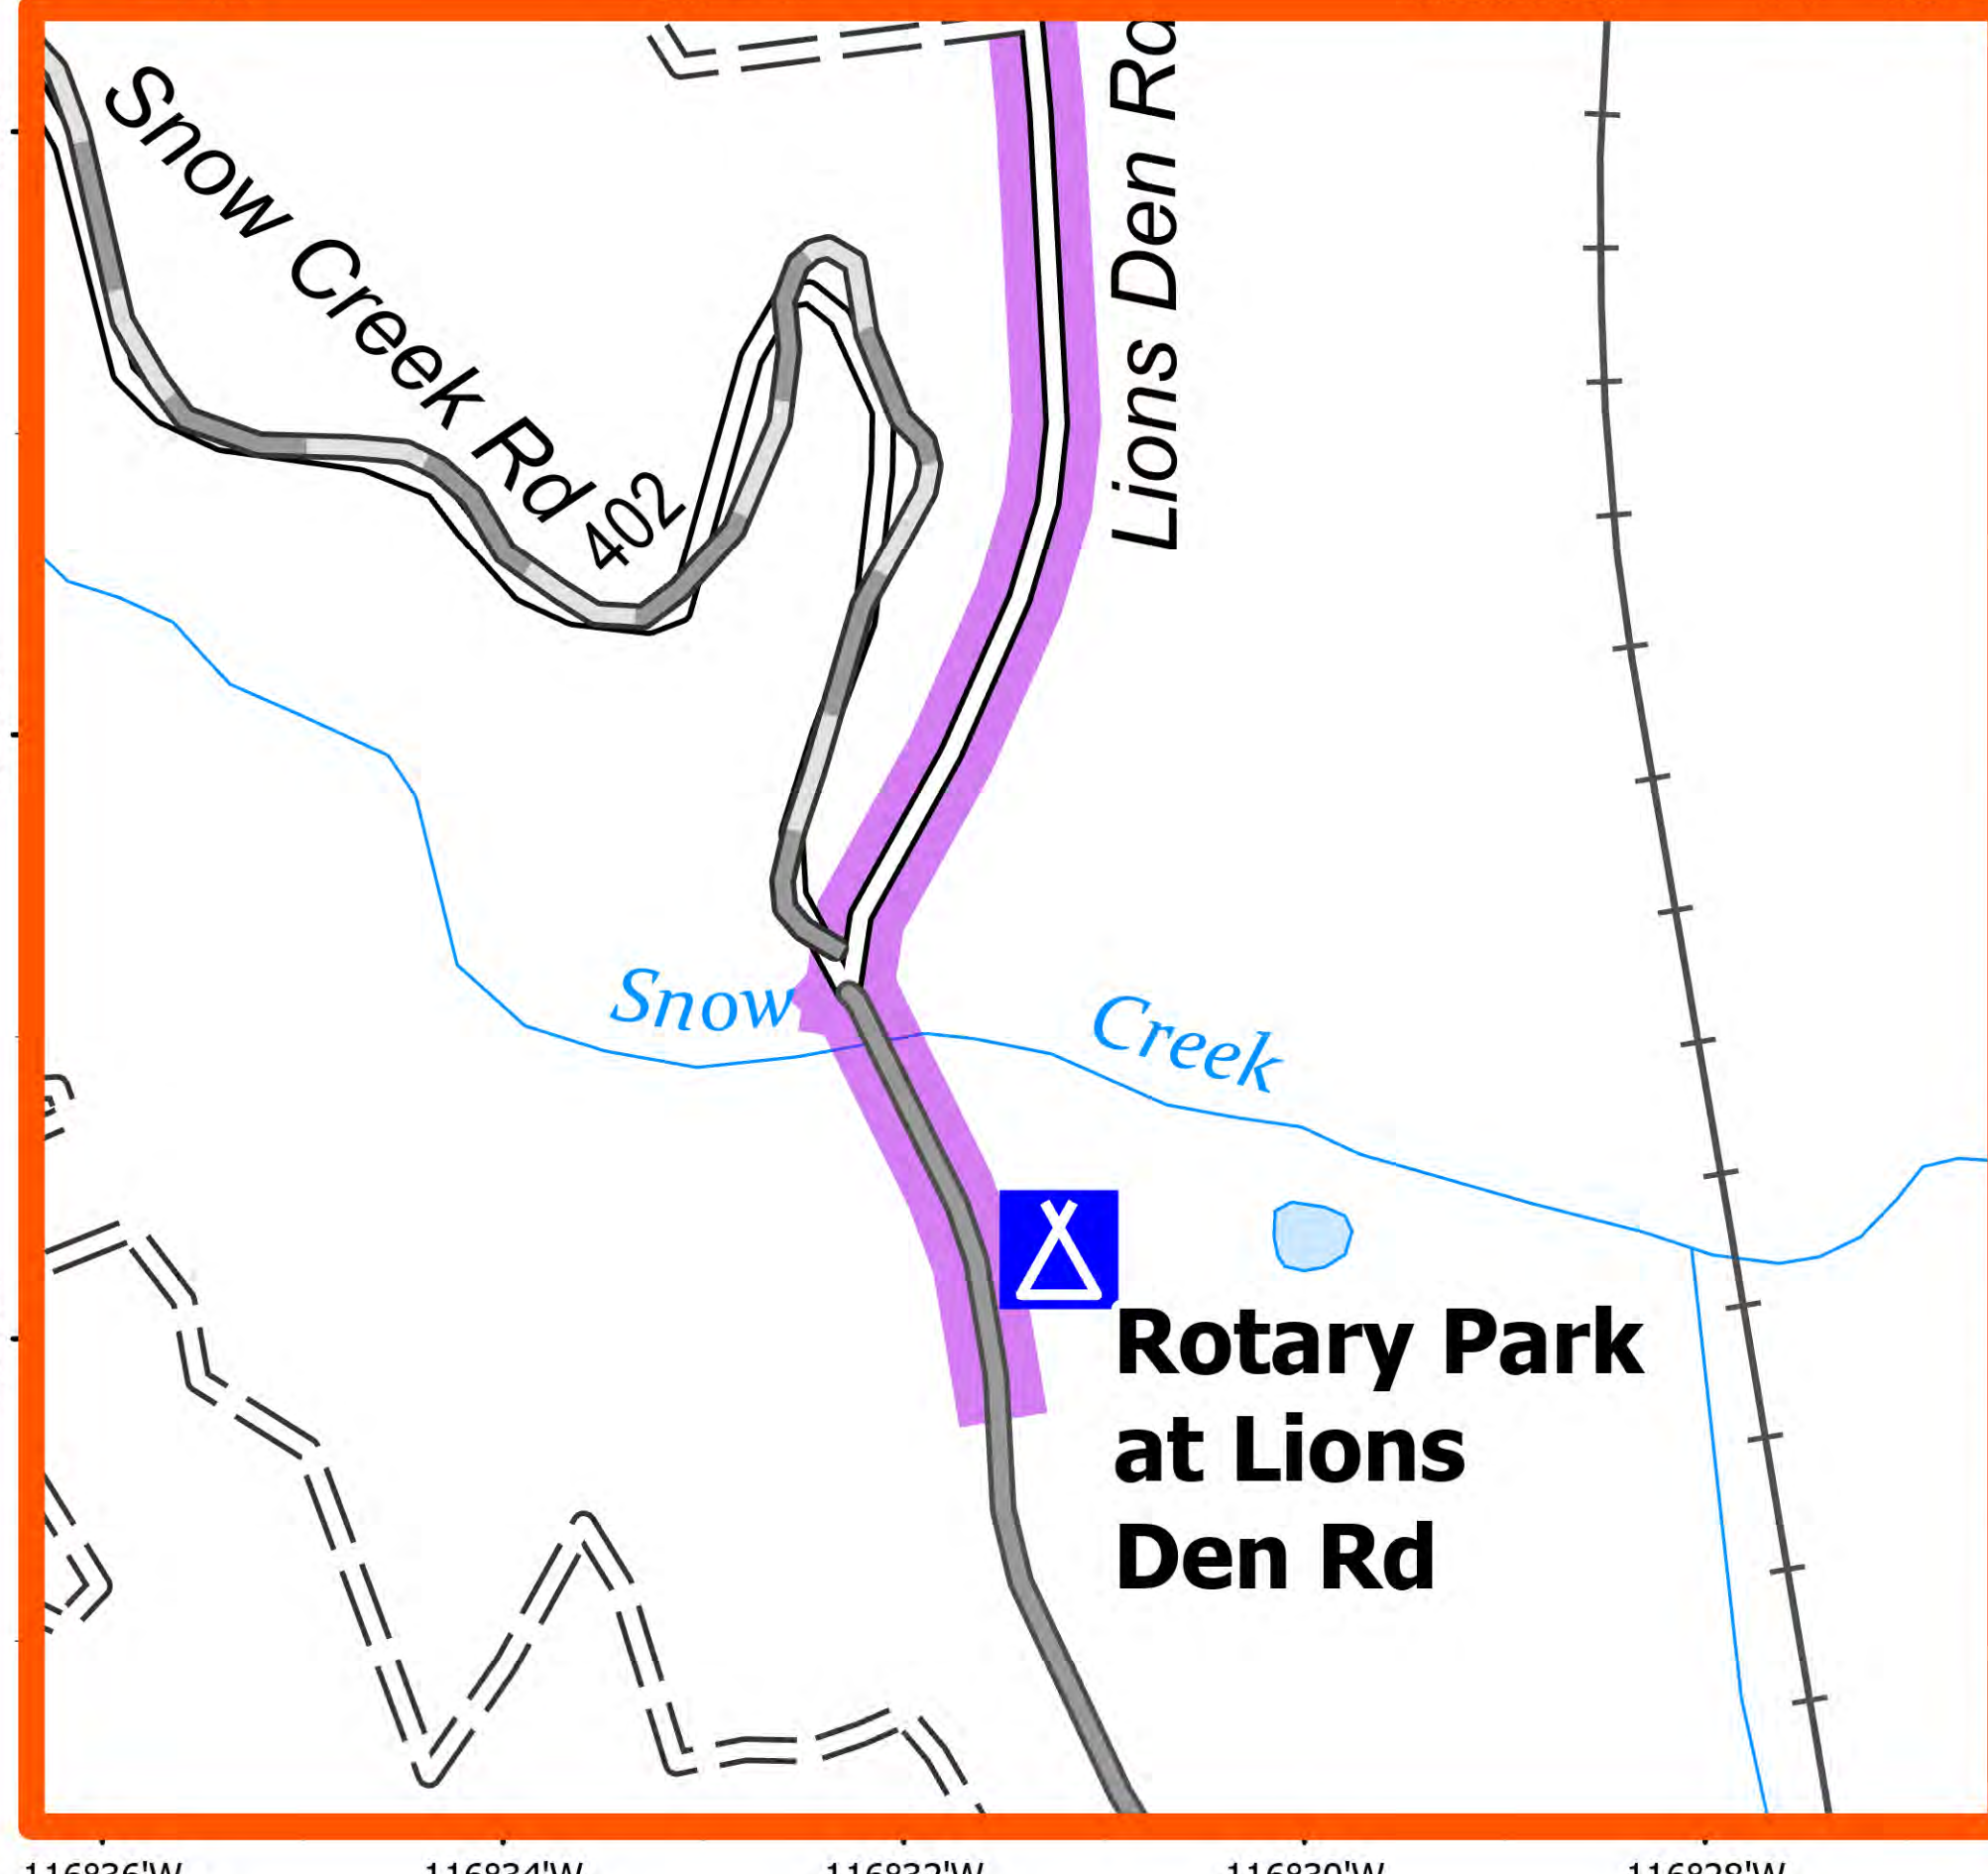 Snow Creek Rd
402
Lions Den Rd
Snow Creek
Rotary Park
at Lions
Den Rd